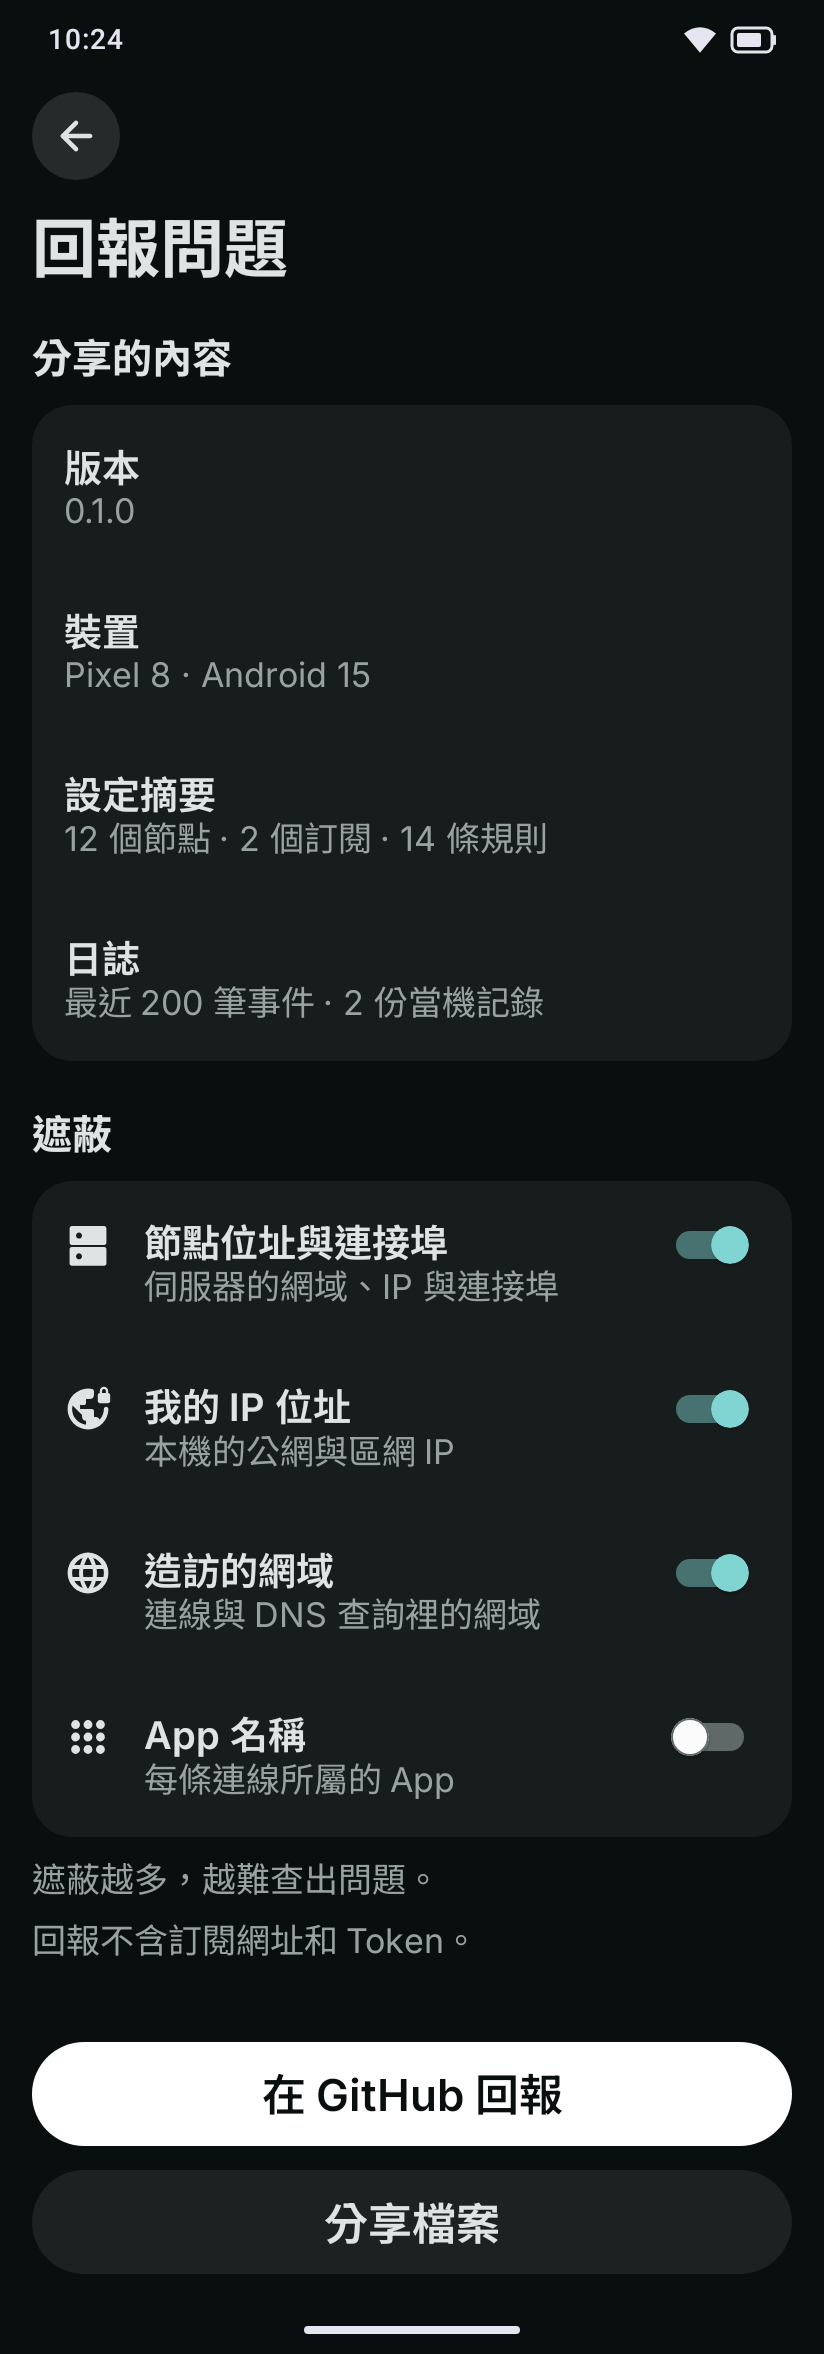 10:24
回報問題
分享的內容
版本
0.1.0
裝置
Pixel 8 · Android 15
設定摘要
12 個節點 · 2 個訂閱 · 14 條規則
日誌
最近 200 筆事件 · 2 份當機記錄
遮蔽
節點位址與連接埠
伺服器的網域、IP 與連接埠
我的 IP 位址
本機的公網與區網 IP
造訪的網域
連線與 DNS 查詢裡的網域
App 名稱
每條連線所屬的 App
遮蔽越多，越難查出問題。
回報不含訂閱網址和 Token。
在 GitHub 回報
分享檔案